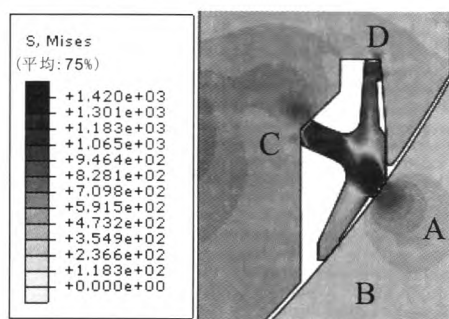 S, Mises
(平均:75%)
+1.420e+03
+1.301e+03
+1.183e+03
+1.065e+03
+9.462e+02
+8.281e+02
+7.098e+02
+5.915e+02
+4.732e+02
+3.549e+02
+2.366e+02
+1.183e+02
+0.000e+00
D
C
A
B